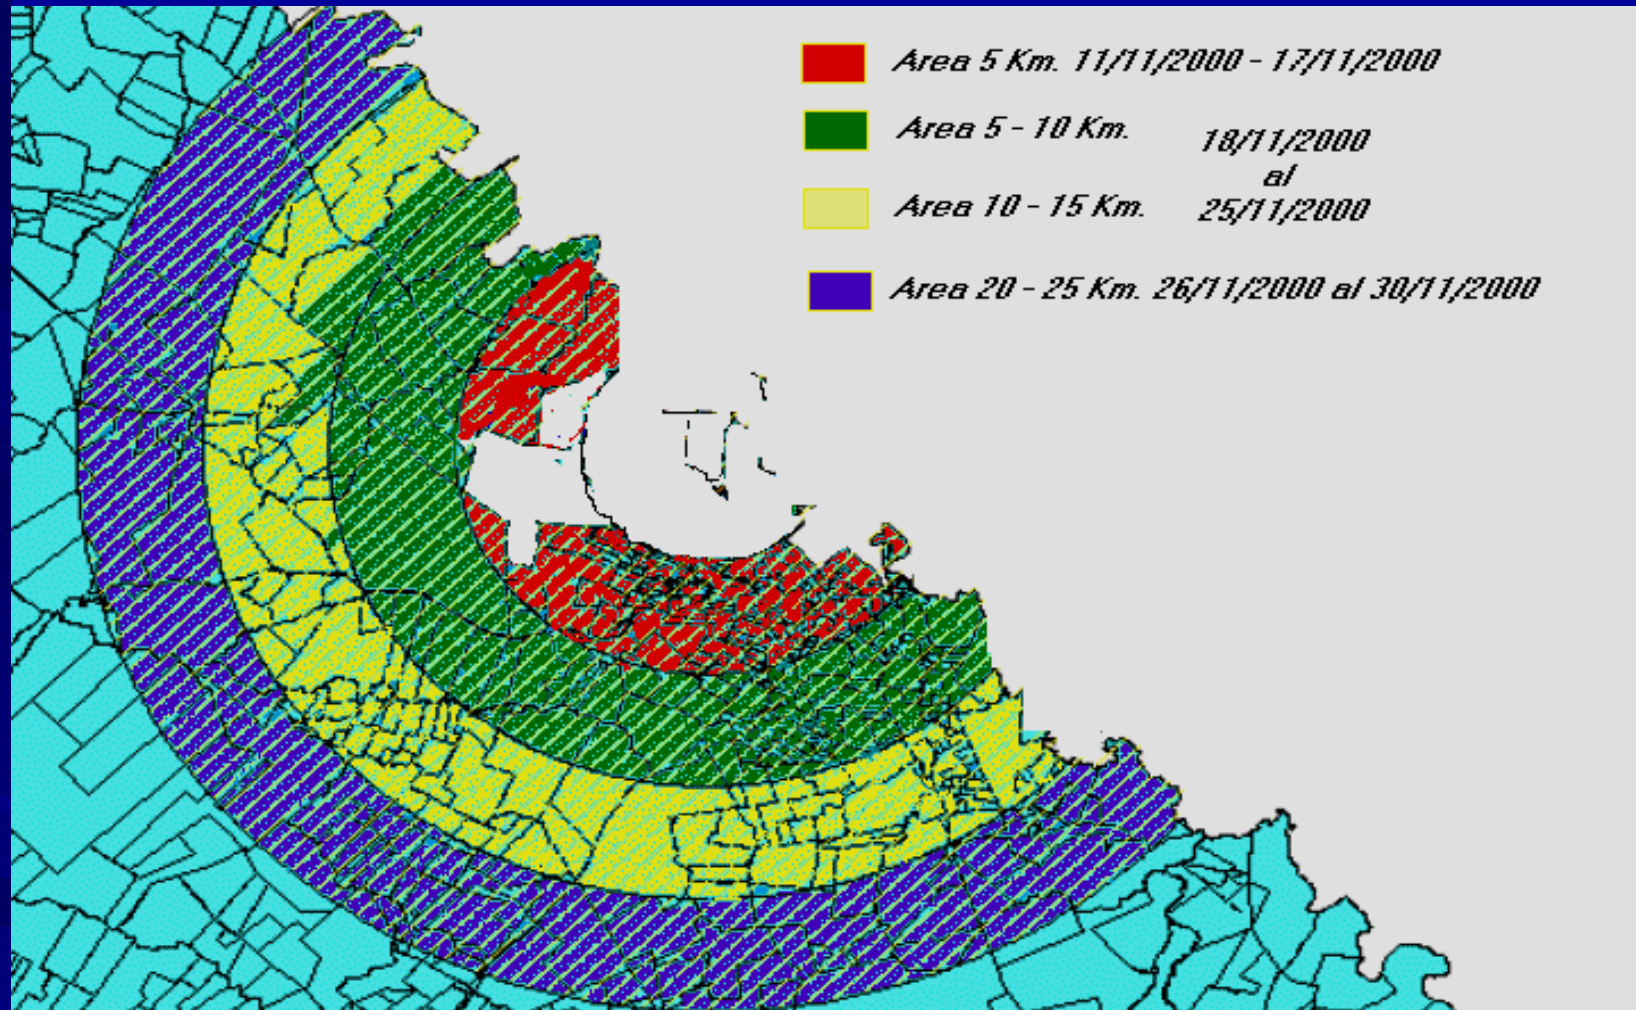 Area 5 Km. 11/11/2000 - 17/11/2000
Area 5 - 10 Km.
18/11/2000
al
Area 10 - 15 Km.
25/11/2000
Area 20 - 25 Km. 26/11/2000 al 30/11/2000